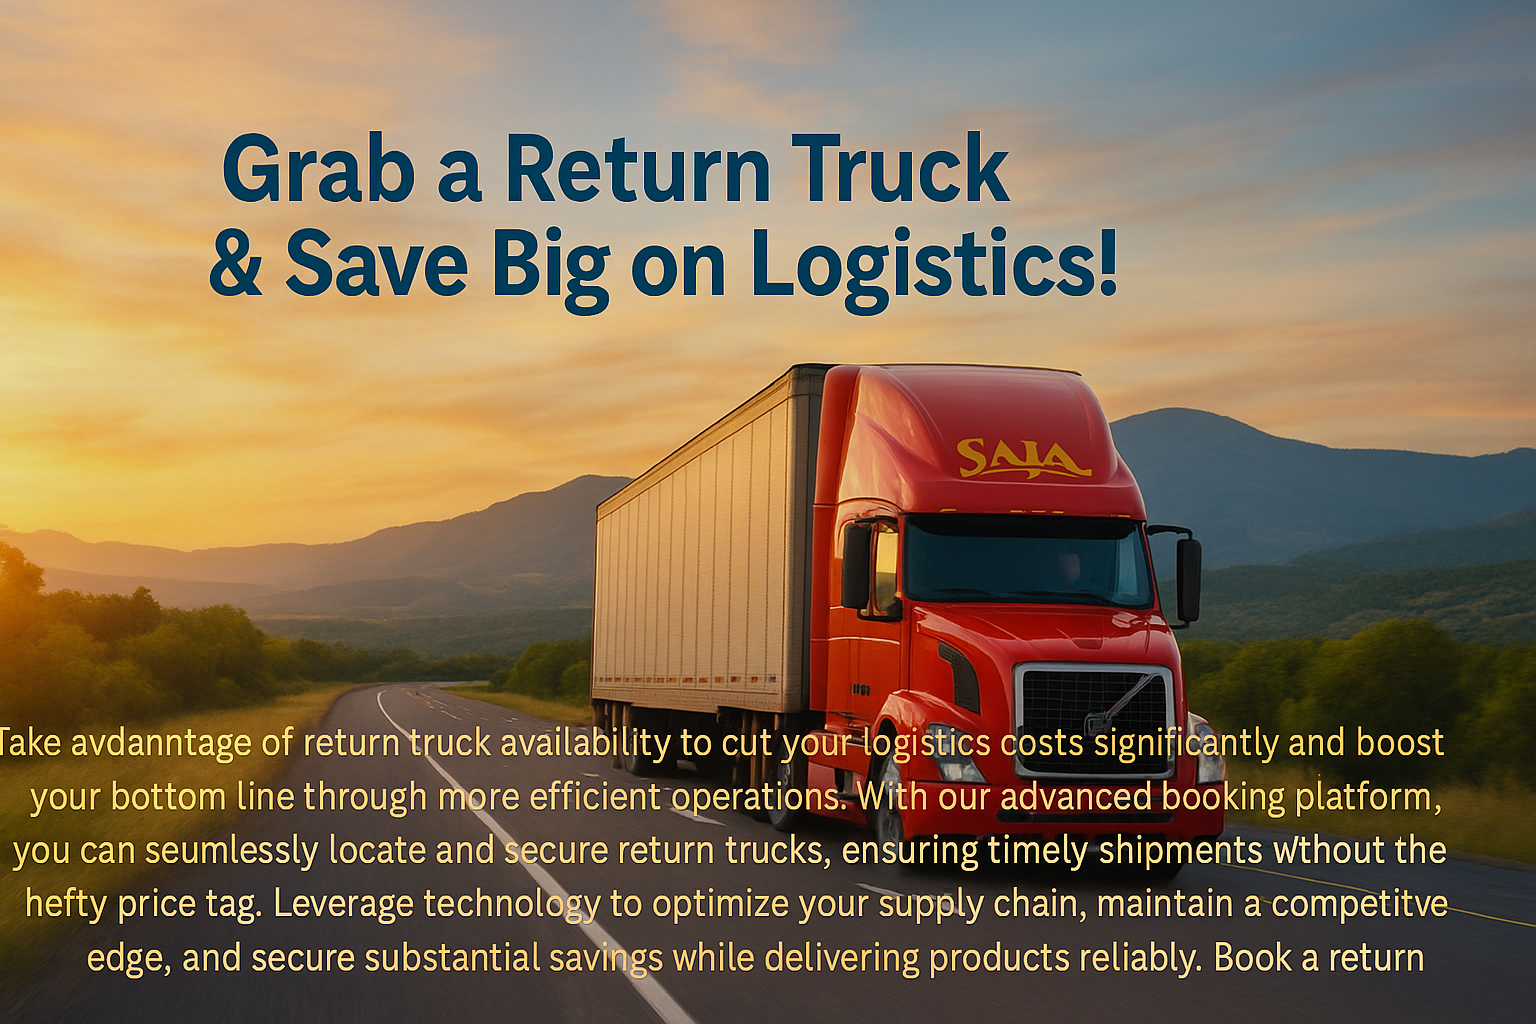 Grab a Return Truck
& Save Big on Logistics!
SAJA
Take avdanntage of return truck availability to cut your logistics costs significantly and boost
your bottom line through more efficient operations. With our advanced booking platform,
you can seumlessly locate and secure return trucks, ensuring timely shipments wthout the
hefty price tag. Leverage technology to optimize your supply chain, maintain a competitve
edge, and secure substantial savings while delivering products reliably. Book a return